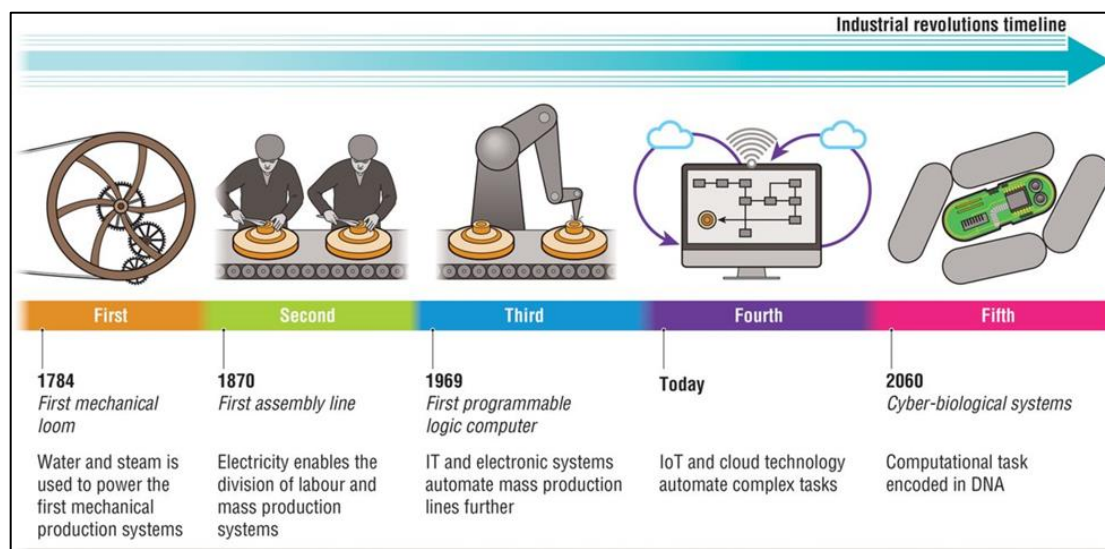 Industrial revolutions timeline
First
Second
Third
Fourth
Fifth
1784
First mechanical
loom
Water and steam is
used to power the
first mechanical
production systems
1870
First assembly line
Electricity enables the
division of labour and
mass production
systems
1969
First programmable
logic computer
IT and electronic systems
automate mass production
lines further
Today
IoT and cloud technology
automate complex tasks
2060
Cyber-biological systems
Computational task
encoded in DNA